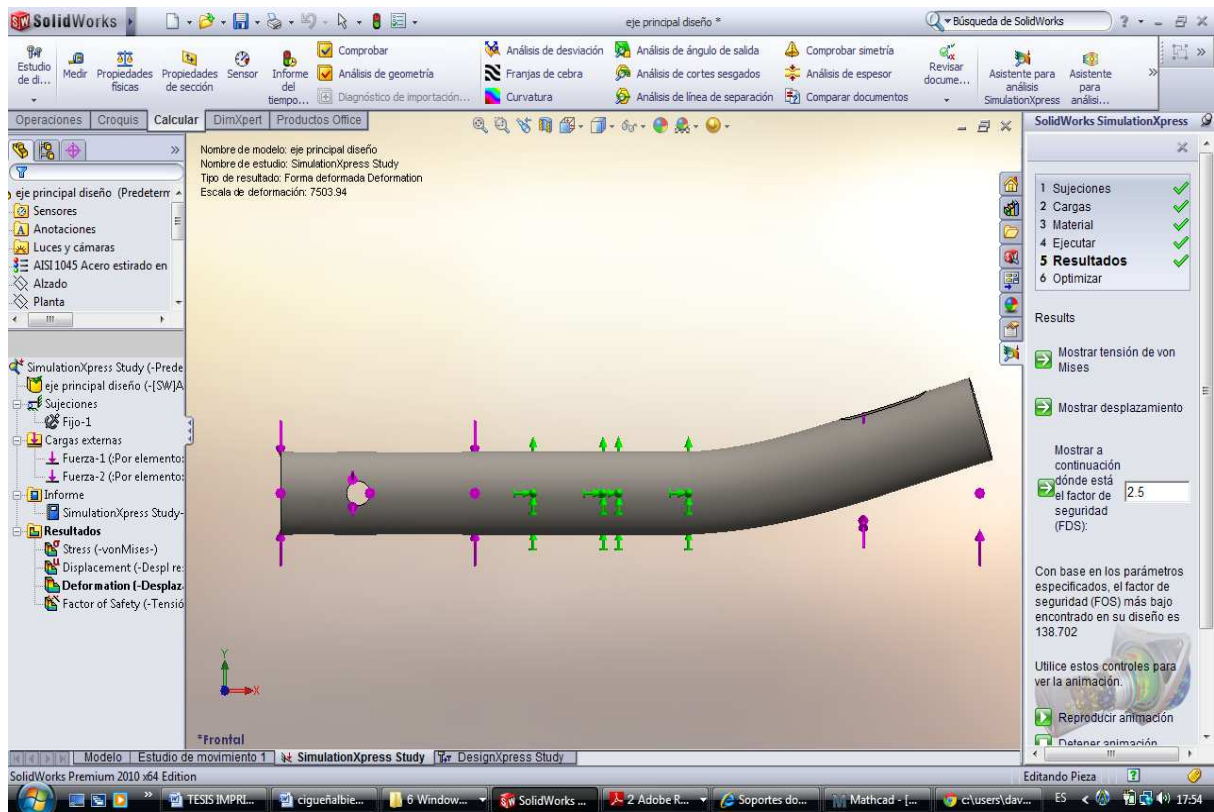 SolidWorks
eje principal diseño *
Búsqueda de SolidWorks
Estudio de di...
Medir
Propiedades físicas
Propiedades de sección
Sensor
Informe del tiempo...
Comprobar
Análisis de geometría
Diagnóstico de importación...
Análisis de desviación
Franjas de cebra
Curvatura
Análisis de ángulo de salida
Análisis de cortes sesgados
Análisis de línea de separación
Comprobar simetría
Análisis de espesor
Comparar documentos
Revisar docume...
Asistente para análisis SimulationXpress
Asistente para análisi...
Operaciones
Croquis
Calcular
DimXpert
Productos Office
eje principal diseño (Predeterm
Sensores
Anotaciones
Luces y cámaras
AISI 1045 Acero estirado en
Alzado
Planta
SimulationXpress Study (-Prede
eje principal diseño (-[SW]A
Sujeciones
Fijo-1
Cargas externas
Fuerza-1 (:Por elemento:
Fuerza-2 (:Por elemento:
Informe
SimulationXpress Study-
Resultados
Stress (-vonMises-)
Displacement (-Despl re:
Deformation (-Desplaz
Factor of Safety (-Tensió
Nombre de modelo: eje principal diseño
Nombre de estudio: SimulationXpress Study
Tipo de resultado: Forma deformada Deformation
Escala de deformación: 7503.94
Y
X
*Frontal
SolidWorks SimulationXpress
1 Sujeciones
2 Cargas
3 Material
4 Ejecutar
5 Resultados
6 Optimizar
Results
Mostrar tensión de von
Mises
Mostrar desplazamiento
Mostrar a
continuación
dónde está
el factor de
seguridad
(FDS):
2.5
Con base en los parámetros
especificados, el factor de
seguridad (FOS) más bajo
encontrado en su diseño es
138.702
Utilice estos controles para
ver la animación.
Reproducir animación
Detener animación
Modelo
Estudio de movimiento 1
SimulationXpress Study
DesignXpress Study
SolidWorks Premium 2010 x64 Edition
Editando Pieza
TESIS IMPRI...
cigueñalbie...
6 Window...
SolidWorks ...
2 Adobe R...
Soportes do...
Mathcad - [...
c:\users\dav...
ES
17:54